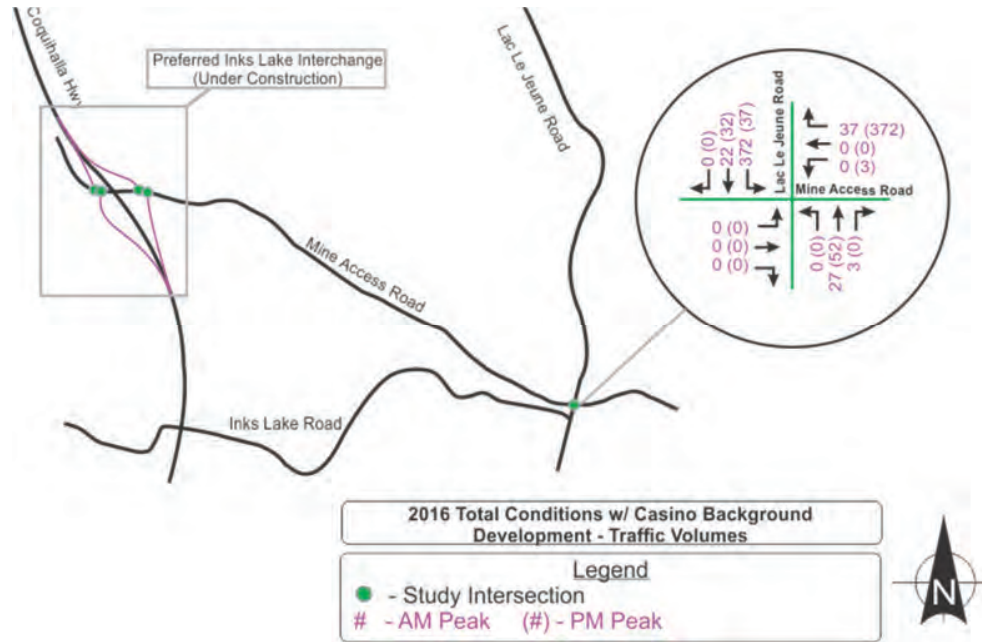 Coquihalla Hwy
Preferred Inks Lake Interchange
(Under Construction)
Lac Le Jeune Road
0 (0)
22 (32)
372 (37)
Lac Le Jeune Road
37 (372)
0 (0)
0 (3)
Mine Access Road
0 (0)
0 (0)
0 (0)
0 (0)
27 (52)
3 (0)
Mine Access Road
Inks Lake Road
2016 Total Conditions w/ Casino Background
Development - Traffic Volumes
Legend
- Study Intersection
# - AM Peak (#) - PM Peak
N